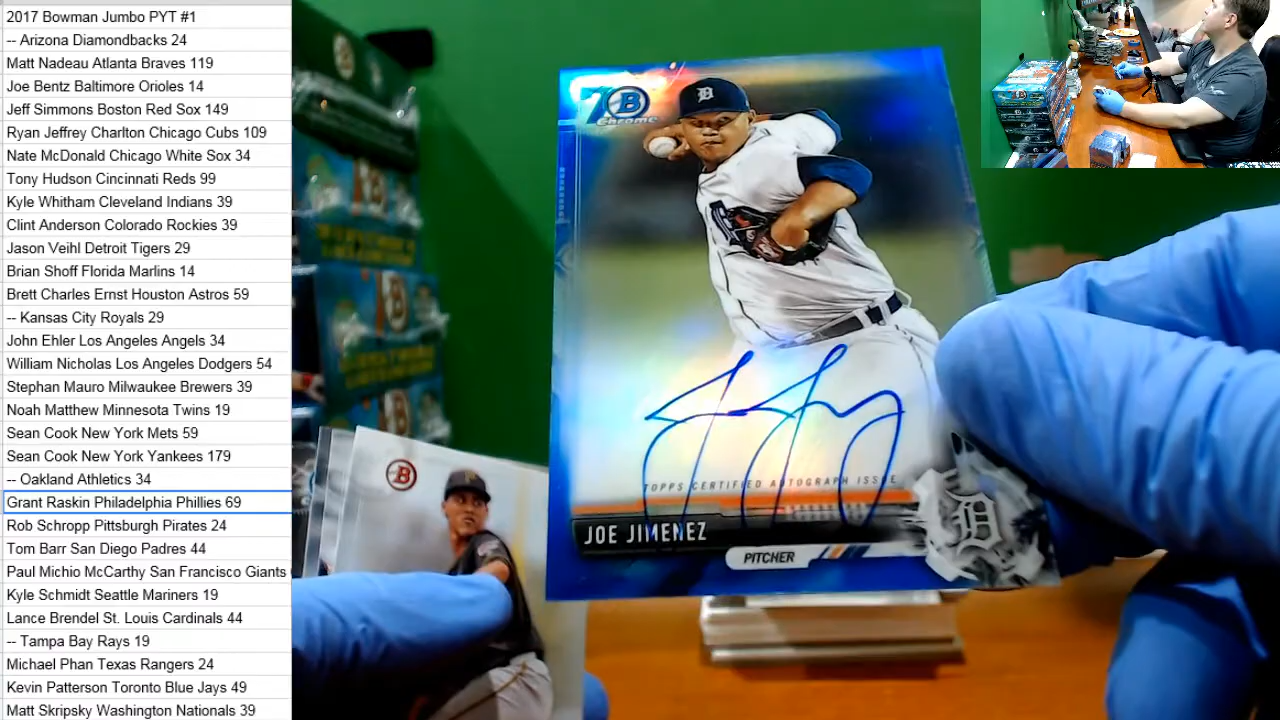 2017 Bowman Jumbo PYT #1
-- Arizona Diamondbacks 24
Matt Nadeau Atlanta Braves 119
Joe Bentz Baltimore Orioles 14
Jeff Simmons Boston Red Sox 149
Ryan Jeffrey Charlton Chicago Cubs 109
Nate McDonald Chicago White Sox 34
Tony Hudson Cincinnati Reds 99
Kyle Whitham Cleveland Indians 39
Clint Anderson Colorado Rockies 39
Jason Veihl Detroit Tigers 29
Brian Shoff Florida Marlins 14
Brett Charles Ernst Houston Astros 59
-- Kansas City Royals 29
John Ehler Los Angeles Angels 34
William Nicholas Los Angeles Dodgers 54
Stephan Mauro Milwaukee Brewers 39
Noah Matthew Minnesota Twins 19
Sean Cook New York Mets 59
Sean Cook New York Yankees 179
-- Oakland Athletics 34
Grant Raskin Philadelphia Phillies 69
Rob Schropp Pittsburgh Pirates 24
Tom Barr San Diego Padres 44
Paul Michio McCarthy San Francisco Giants
Kyle Schmidt Seattle Mariners 19
Lance Brendel St. Louis Cardinals 44
-- Tampa Bay Rays 19
Michael Phan Texas Rangers 24
Kevin Patterson Toronto Blue Jays 49
Matt Skripsky Washington Nationals 39
70 B
Chrome
D
TOPPS CERTIFIED AUTOGRAPH ISSUE
JOE JIMENEZ
PITCHER
D
B
P